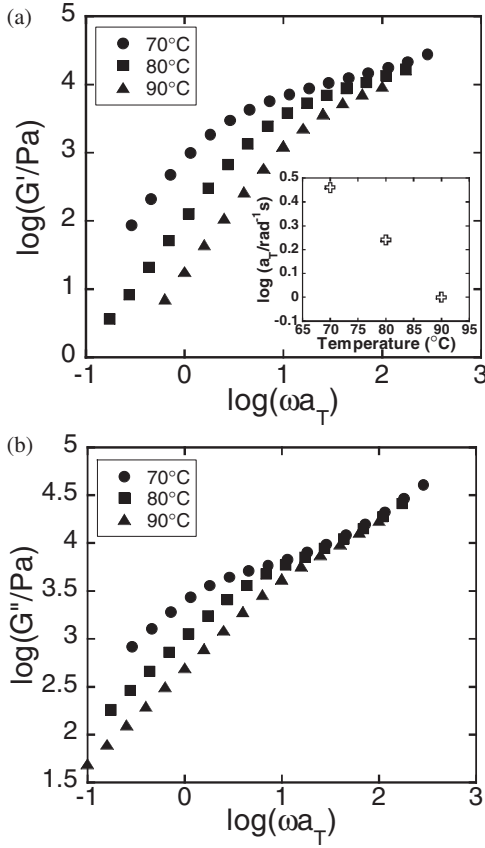 (a)
5
4
3
2
1
0
log(G'/Pa)
70°C
80°C
90°C
0.5
0.4
0.3
0.2
0.1
0
-0.1
log (a_T/rad⁻¹s)
65 70 75 80 85 90 95
Temperature (°C)
-1 0 1 2 3
log(ωa_T)
(b)
5
4.5
4
3.5
3
2.5
2
1.5
log(G"/Pa)
70°C
80°C
90°C
-1 0 1 2 3
log(ωa_T)